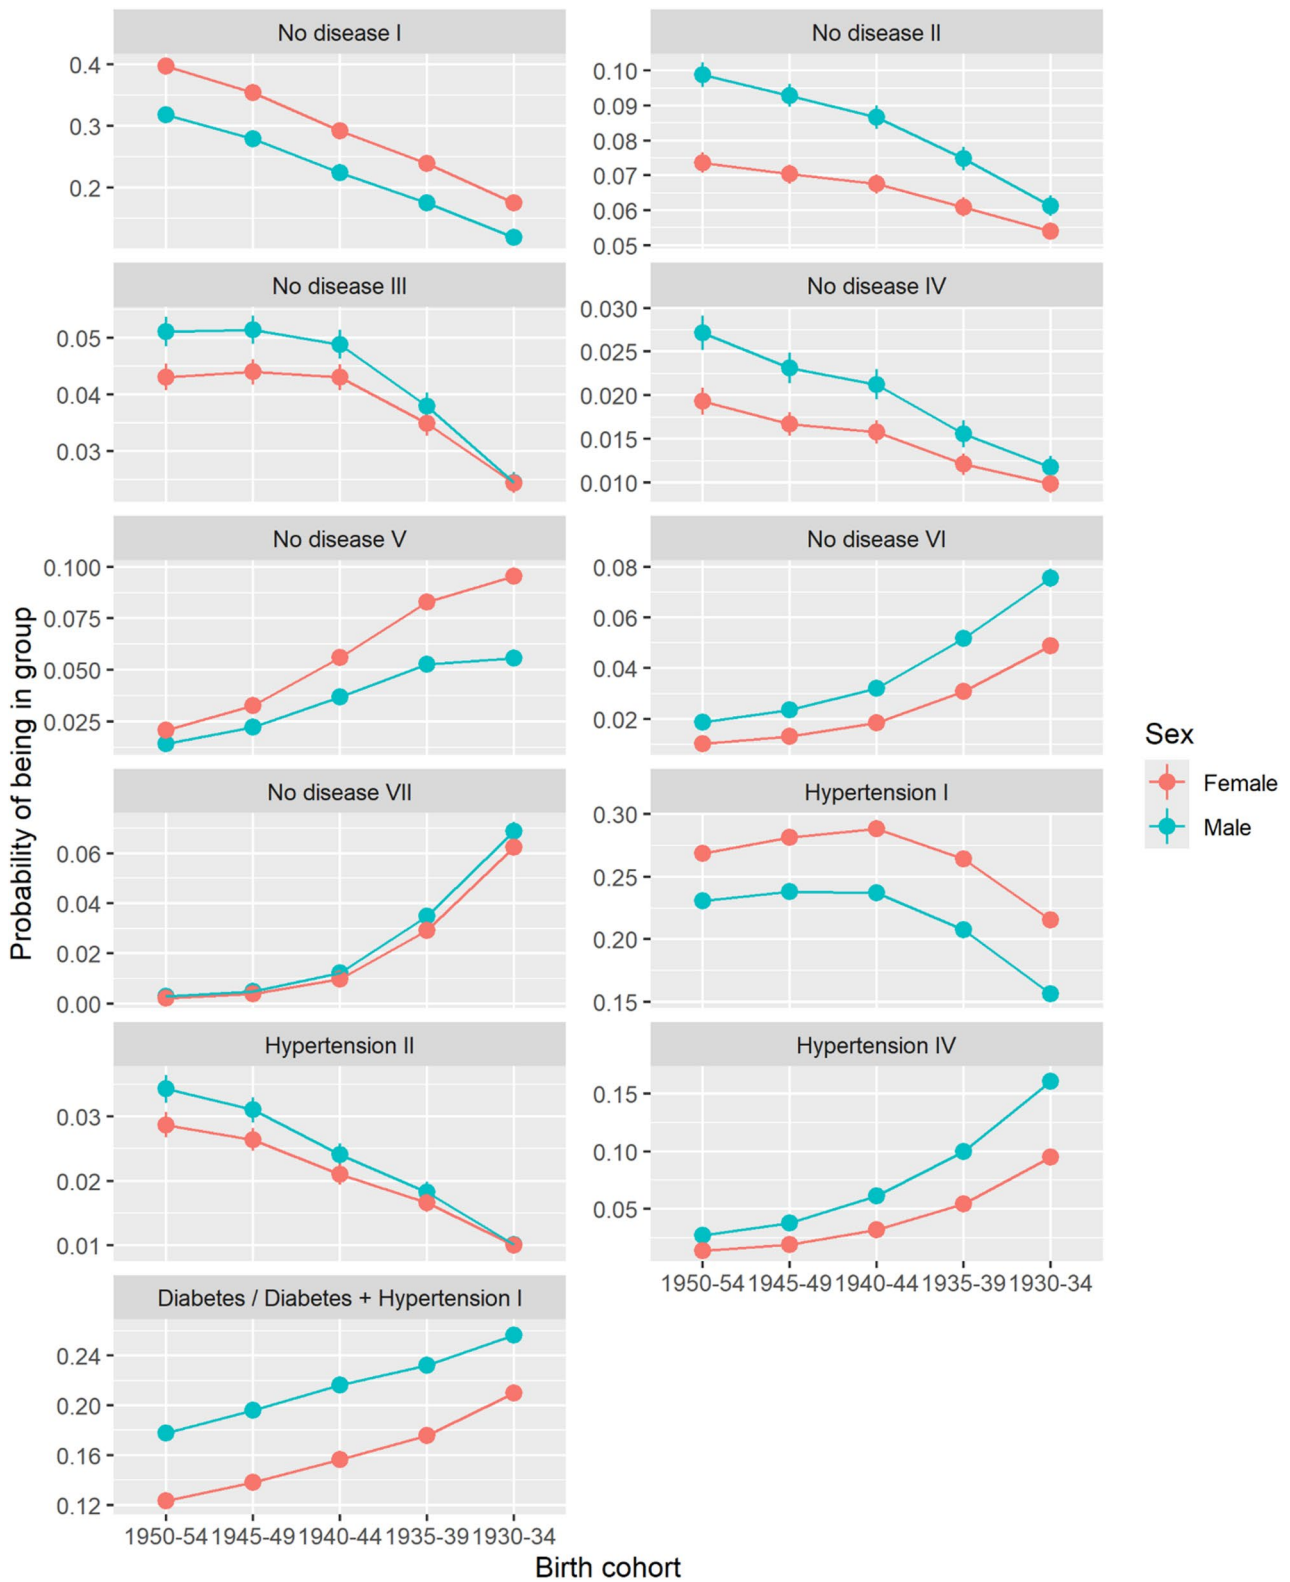 No disease I
0.4
0.3
0.2
No disease II
0.10
0.09
0.08
0.07
0.06
0.05
No disease III
0.05
0.04
0.03
No disease IV
0.030
0.025
0.020
0.015
0.010
No disease V
0.100
0.075
0.050
0.025
No disease VI
0.08
0.06
0.04
0.02
No disease VII
0.06
0.04
0.02
0.00
Hypertension I
0.30
0.25
0.20
0.15
Hypertension II
0.03
0.02
0.01
Hypertension IV
0.15
0.10
0.05
1950-54 1945-49 1940-44 1935-39 1930-34
Diabetes / Diabetes + Hypertension I
0.24
0.20
0.16
0.12
1950-54 1945-49 1940-44 1935-39 1930-34
Birth cohort
Probability of being in group
Sex
Female
Male